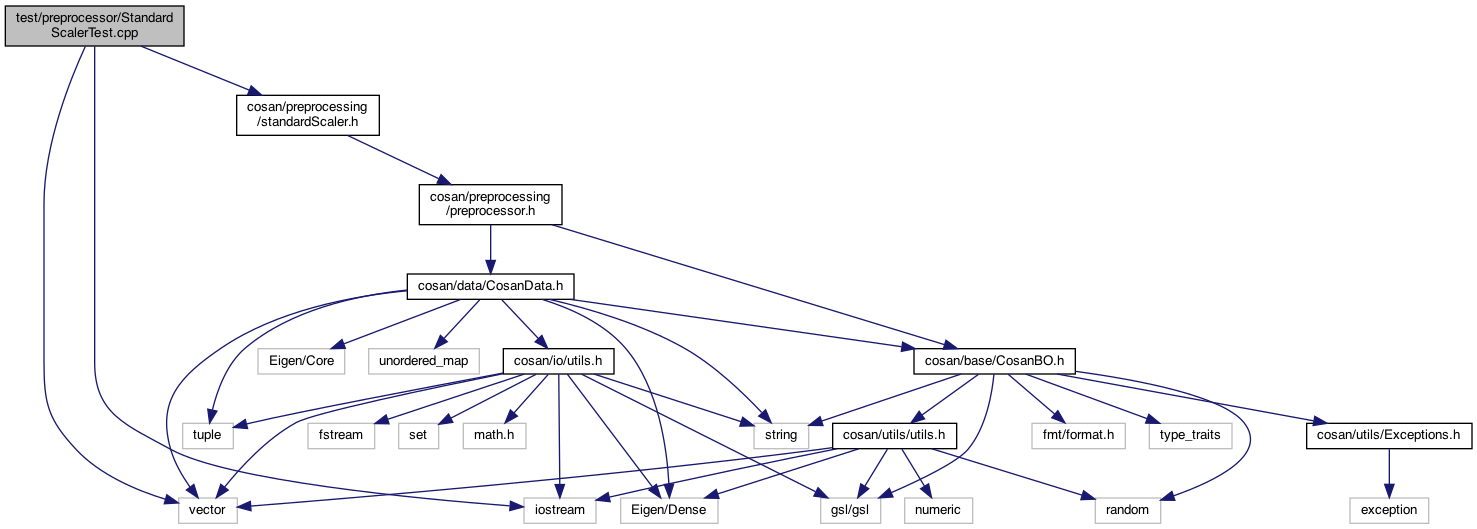 test/preprocessor/Standard
ScalerTest.cpp
cosan/preprocessing
/standardScaler.h
cosan/preprocessing
/preprocessor.h
cosan/data/CosanData.h
Eigen/Core
unordered_map
cosan/io/utils.h
cosan/base/CosanBO.h
tuple
fstream
set
math.h
string
cosan/utils/utils.h
fmt/format.h
type_traits
cosan/utils/Exceptions.h
vector
iostream
Eigen/Dense
gsl/gsl
numeric
random
exception